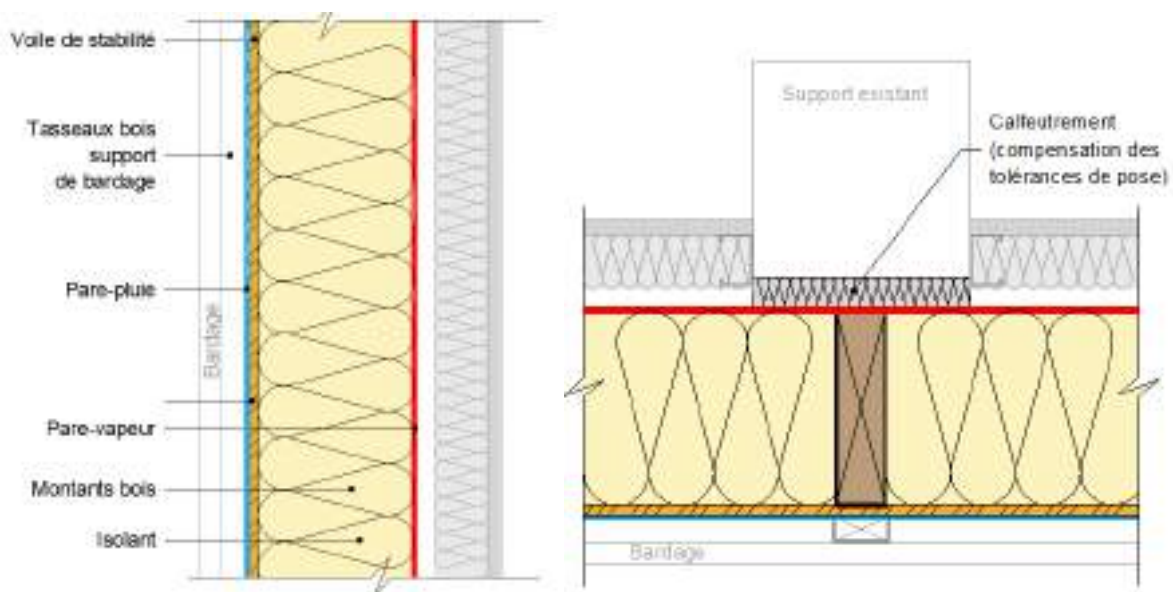 Voile de stabilité
Tasseaux bois
support
de bardage
Pare-pluie
Bardage
Pare-vapeur
Montants bois
Isolant
Support existant
Calfeutrement
(compensation des
tolérances de pose)
Bardage